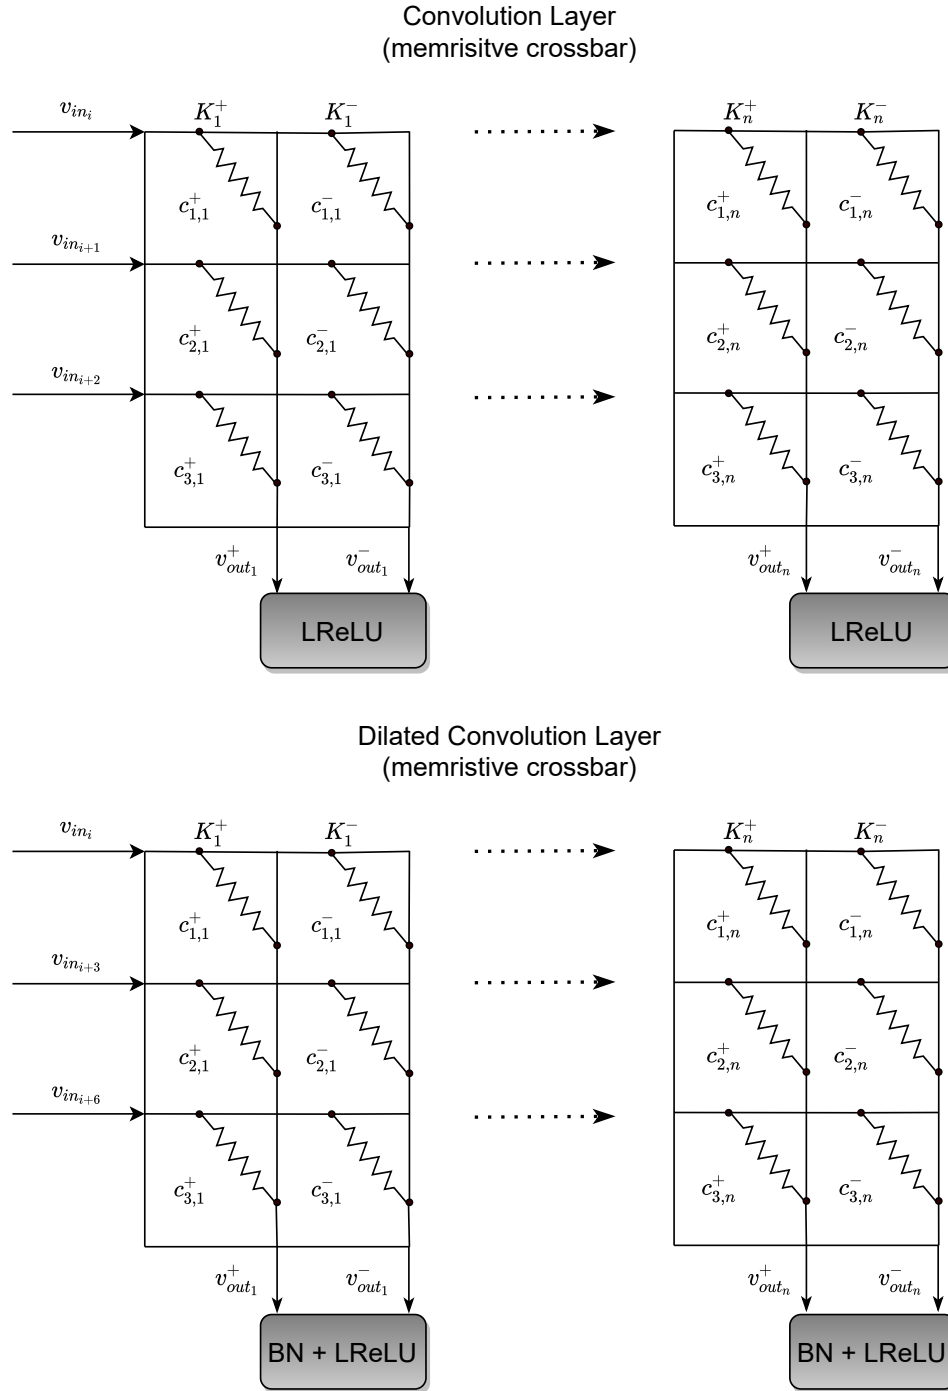 Convolution Layer
(memrisitve crossbar)
v_{in_i} K_1^+ K_1^- K_n^+ K_n^-
c_{1,1}^+ c_{1,1}^- c_{1,n}^+ c_{1,n}^-
v_{in_{i+1}}
c_{2,1}^+ c_{2,1}^- c_{2,n}^+ c_{2,n}^-
v_{in_{i+2}}
c_{3,1}^+ c_{3,1}^- c_{3,n}^+ c_{3,n}^-
v_{out_1}^+ v_{out_1}^- v_{out_n}^+ v_{out_n}^-
LReLU LReLU
Dilated Convolution Layer
(memristive crossbar)
v_{in_i} K_1^+ K_1^- K_n^+ K_n^-
c_{1,1}^+ c_{1,1}^- c_{1,n}^+ c_{1,n}^-
v_{in_{i+3}}
c_{2,1}^+ c_{2,1}^- c_{2,n}^+ c_{2,n}^-
v_{in_{i+6}}
c_{3,1}^+ c_{3,1}^- c_{3,n}^+ c_{3,n}^-
v_{out_1}^+ v_{out_1}^- v_{out_n}^+ v_{out_n}^-
BN + LReLU BN + LReLU